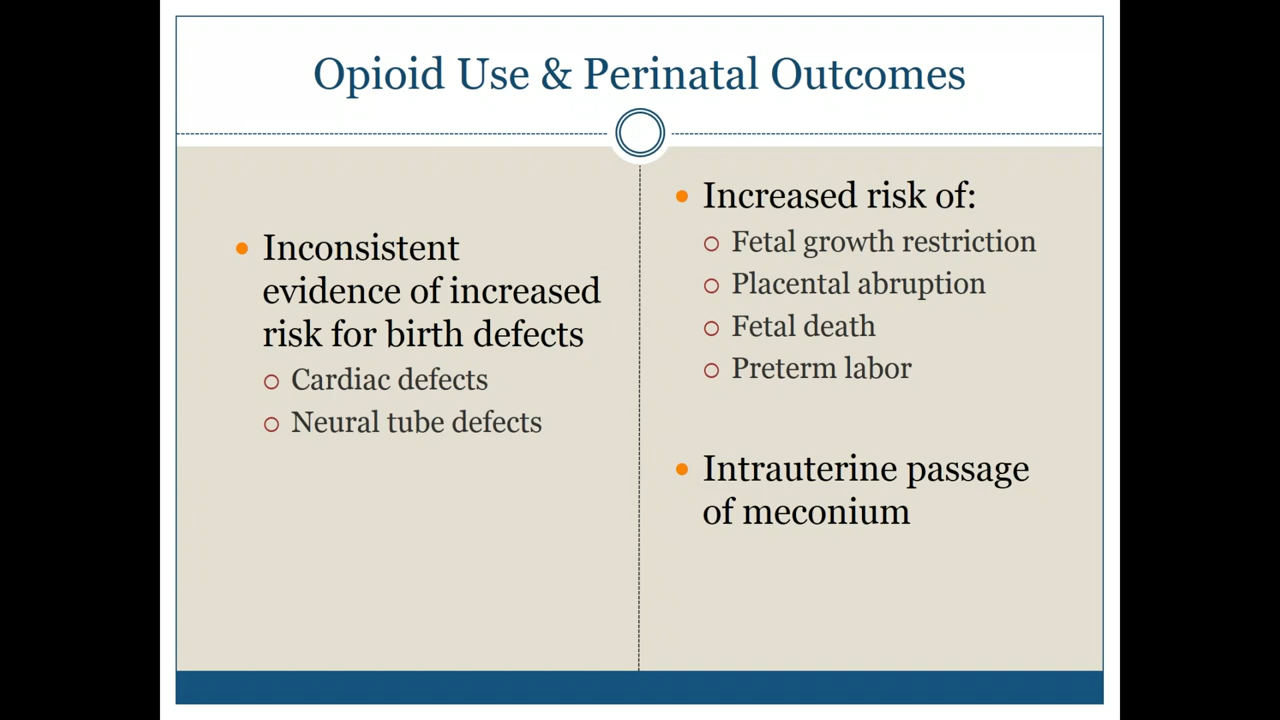 Opioid Use & Perinatal Outcomes
Inconsistent
evidence of increased
risk for birth defects
Cardiac defects
Neural tube defects
Increased risk of:
Fetal growth restriction
Placental abruption
Fetal death
Preterm labor
Intrauterine passage
of meconium